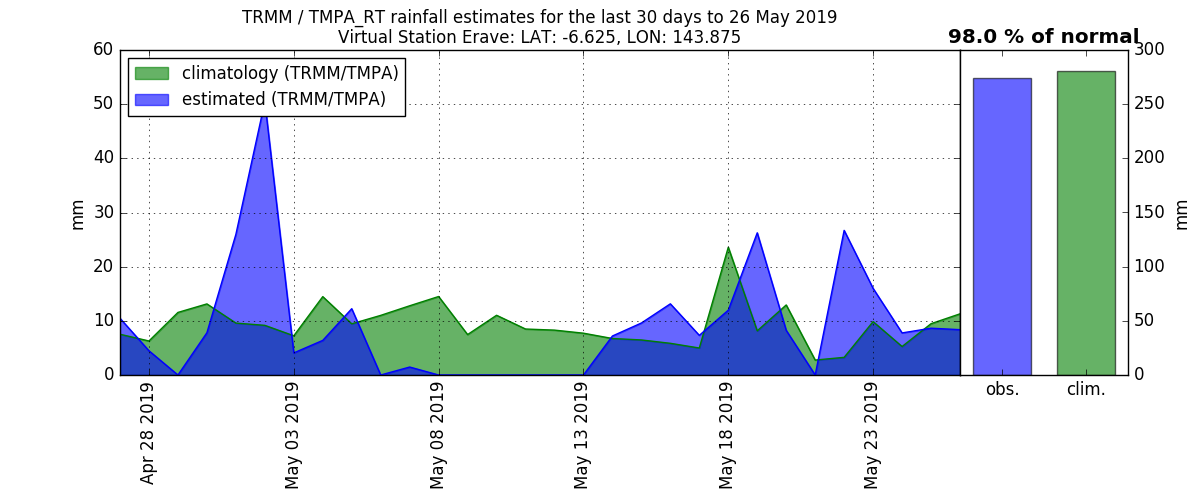 TRMM / TMPA_RT rainfall estimates for the last 30 days to 26 May 2019
Virtual Station Erave: LAT: -6.625, LON: 143.875
98.0 % of normal
climatology (TRMM/TMPA)
estimated (TRMM/TMPA)
60
50
40
30
20
10
0
mm
Apr 28 2019
May 03 2019
May 08 2019
May 13 2019
May 18 2019
May 23 2019
300
250
200
150
100
50
0
mm
obs.
clim.